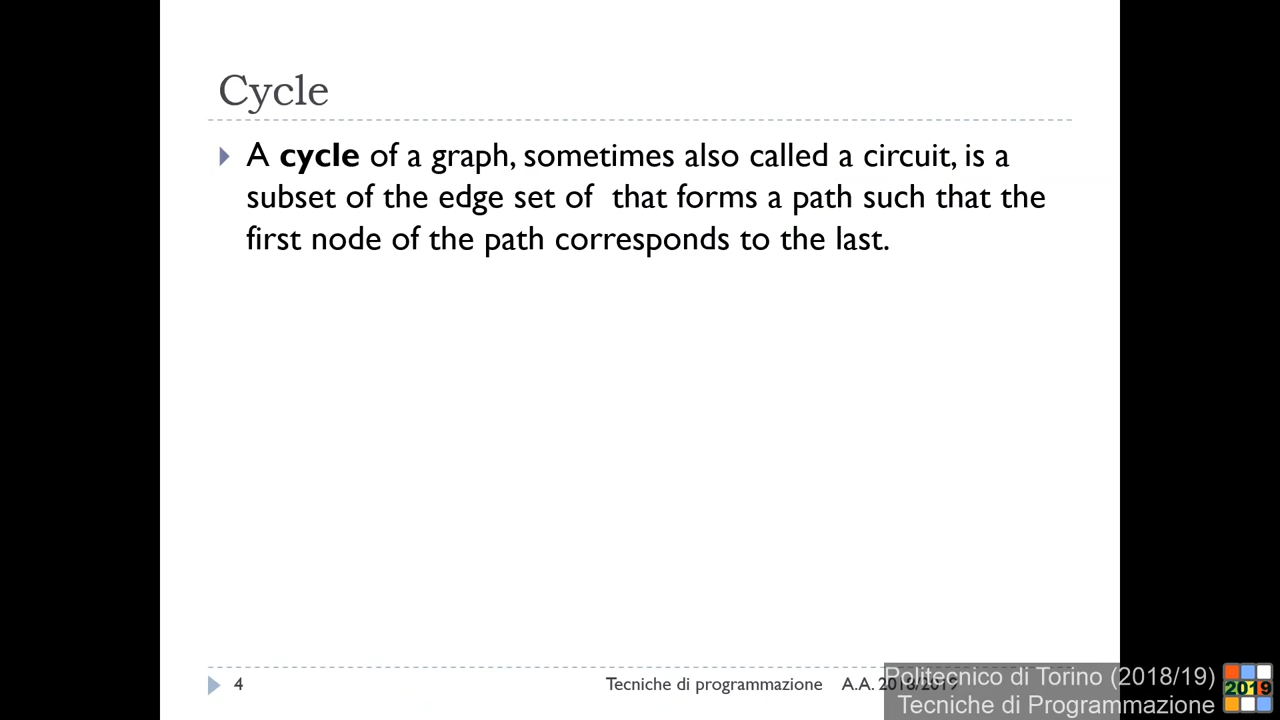 Cycle
A cycle of a graph, sometimes also called a circuit, is a
subset of the edge set of  that forms a path such that the
first node of the path corresponds to the last.
4
Tecniche di programmazione A.A. 2018/2019
Politecnico di Torino (2018/19)
Tecniche di Programmazione
2019